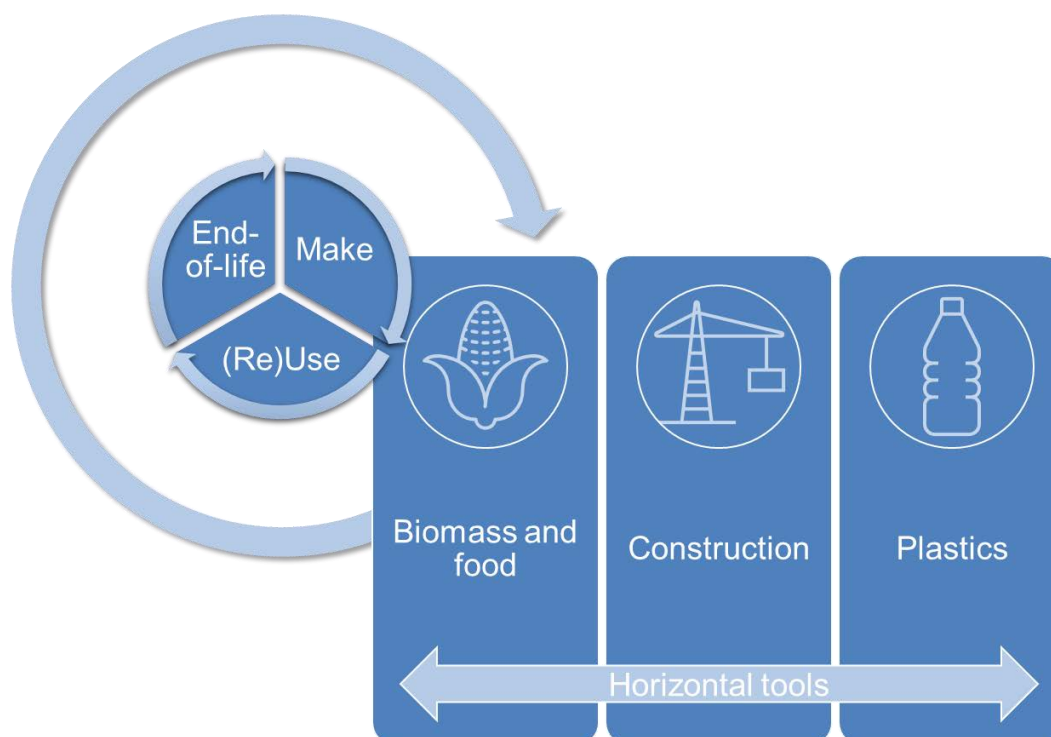 End-
of-life
Make
(Re)Use
Biomass and
food
Construction
Plastics
Horizontal tools